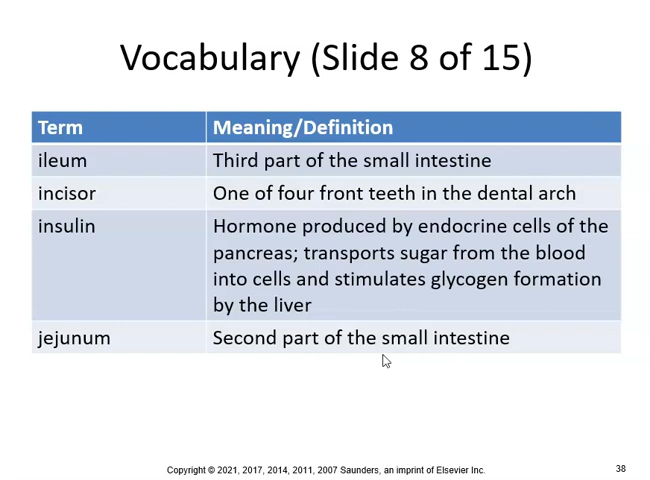 Vocabulary (Slide 8 of 15)
Term Meaning/Definition
ileum Third part of the small intestine
incisor One of four front teeth in the dental arch
insulin Hormone produced by endocrine cells of the
pancreas; transports sugar from the blood
into cells and stimulates glycogen formation
by the liver
jejunum Second part of the small intestine
Copyright © 2021, 2017, 2014, 2011, 2007 Saunders, an imprint of Elsevier Inc. 38